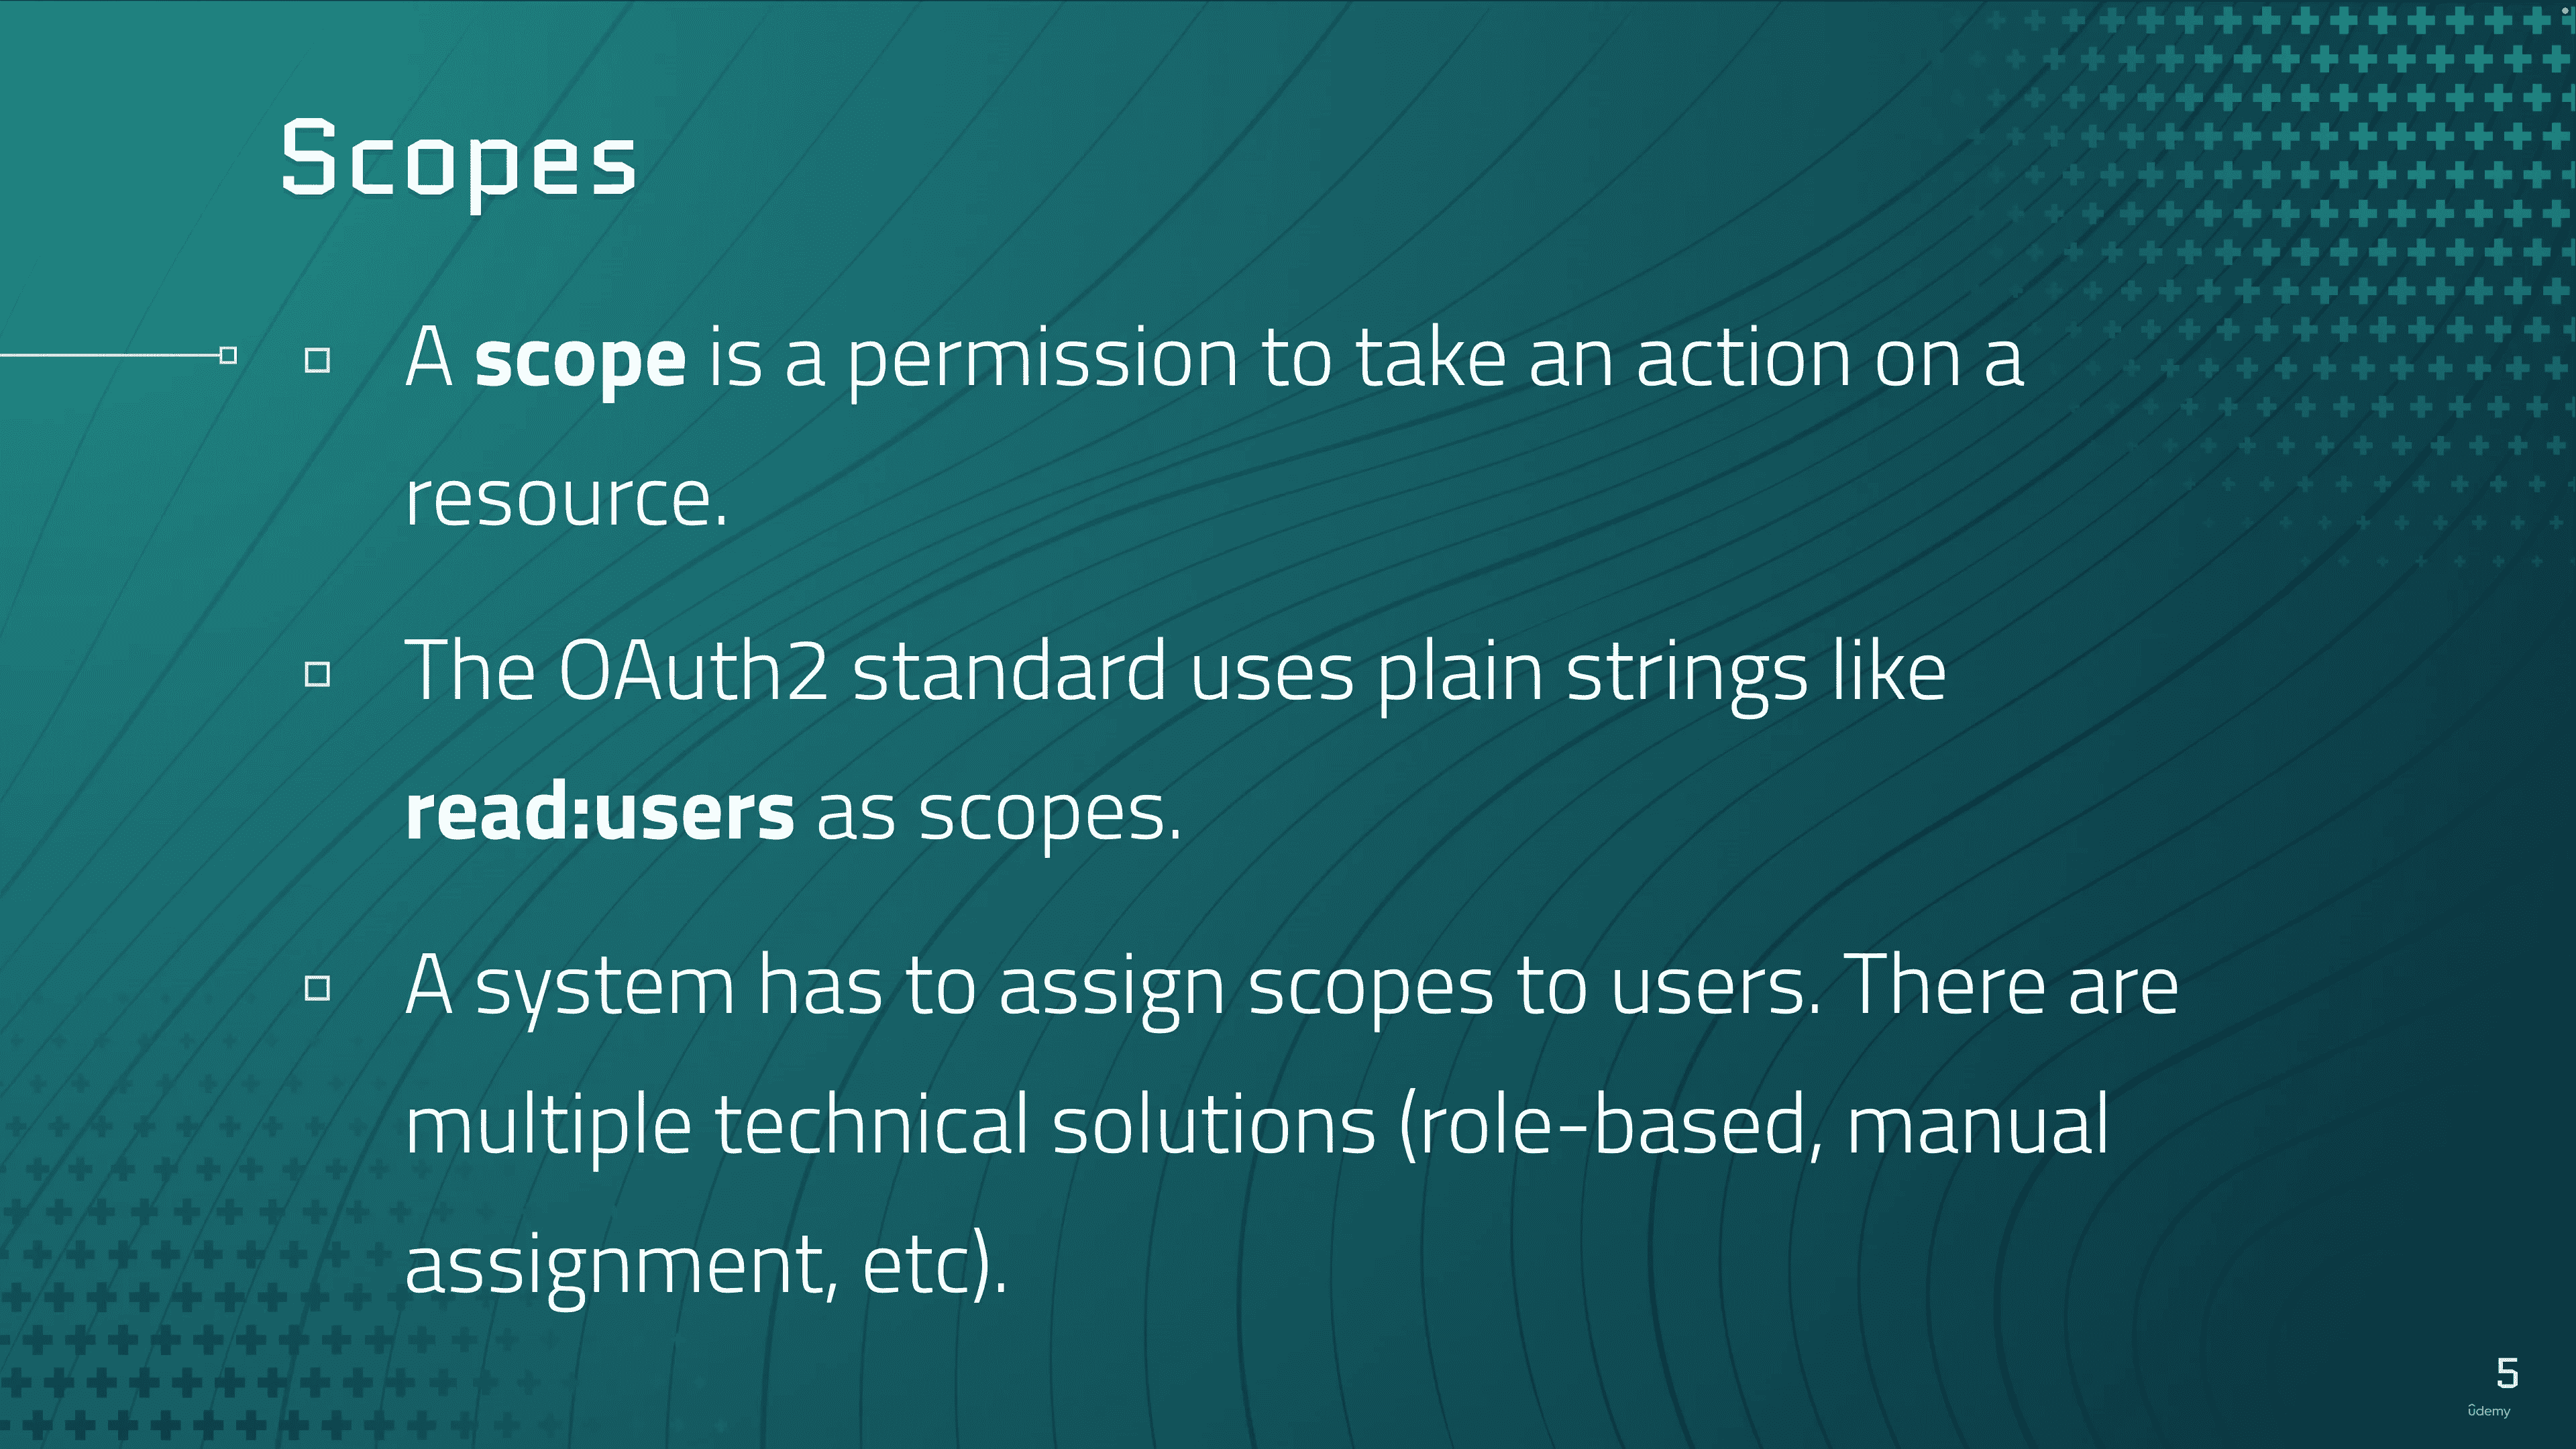 Scopes
A scope is a permission to take an action on a
resource.
The OAuth2 standard uses plain strings like
read:users as scopes.
A system has to assign scopes to users. There are
multiple technical solutions (role-based, manual
assignment, etc).
5
ûdemy